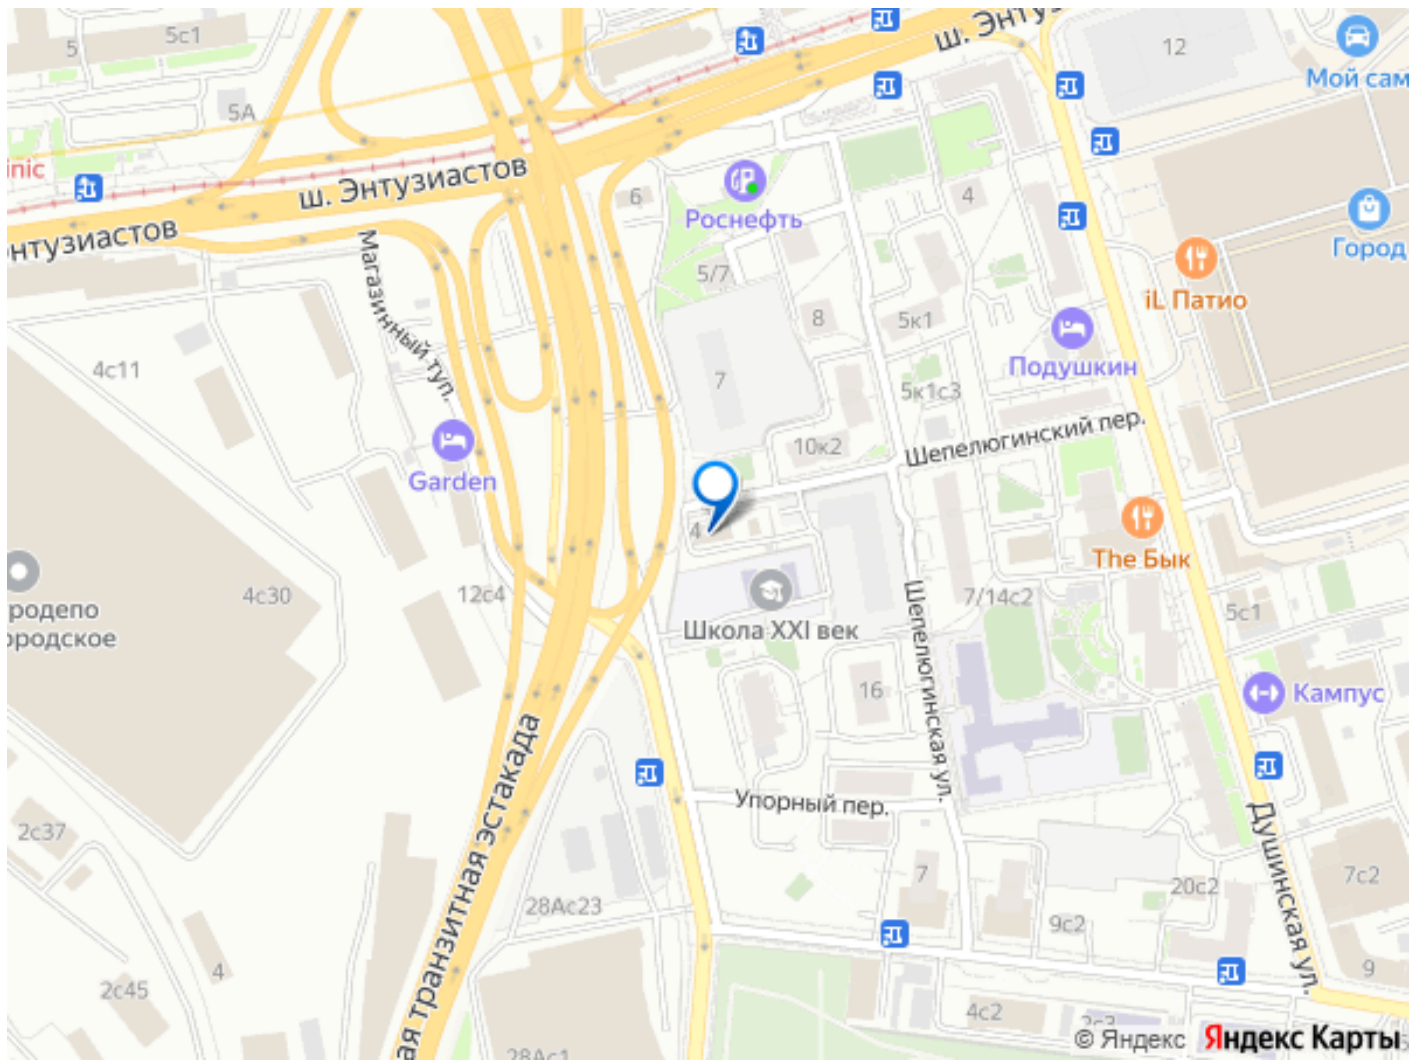 5
5с1
ш. Энтузиастов
12
Мой сам
5А
inic
ш. Энтузиастов
6
Роснефть
4
Город
нтузиастов
Магазинный туп.
5/7
iL Патио
8
5к1
4с11
7
Подушкин
5к1с3
10к2
Шепелюгинский пер.
Garden
4
The Бык
4с30
12с4
7/14с2
родепо
ородское
Школа XXI век
5с1
Шепелюгинская ул.
16
Кампус
Упорный пер.
2с37
ая транзитная эстакада
Душинская ул.
7
7с2
20с2
28Ас23
9с2
4
2с45
9
4с2
2с3
28Ас1
© Яндекс Яндекс Карты